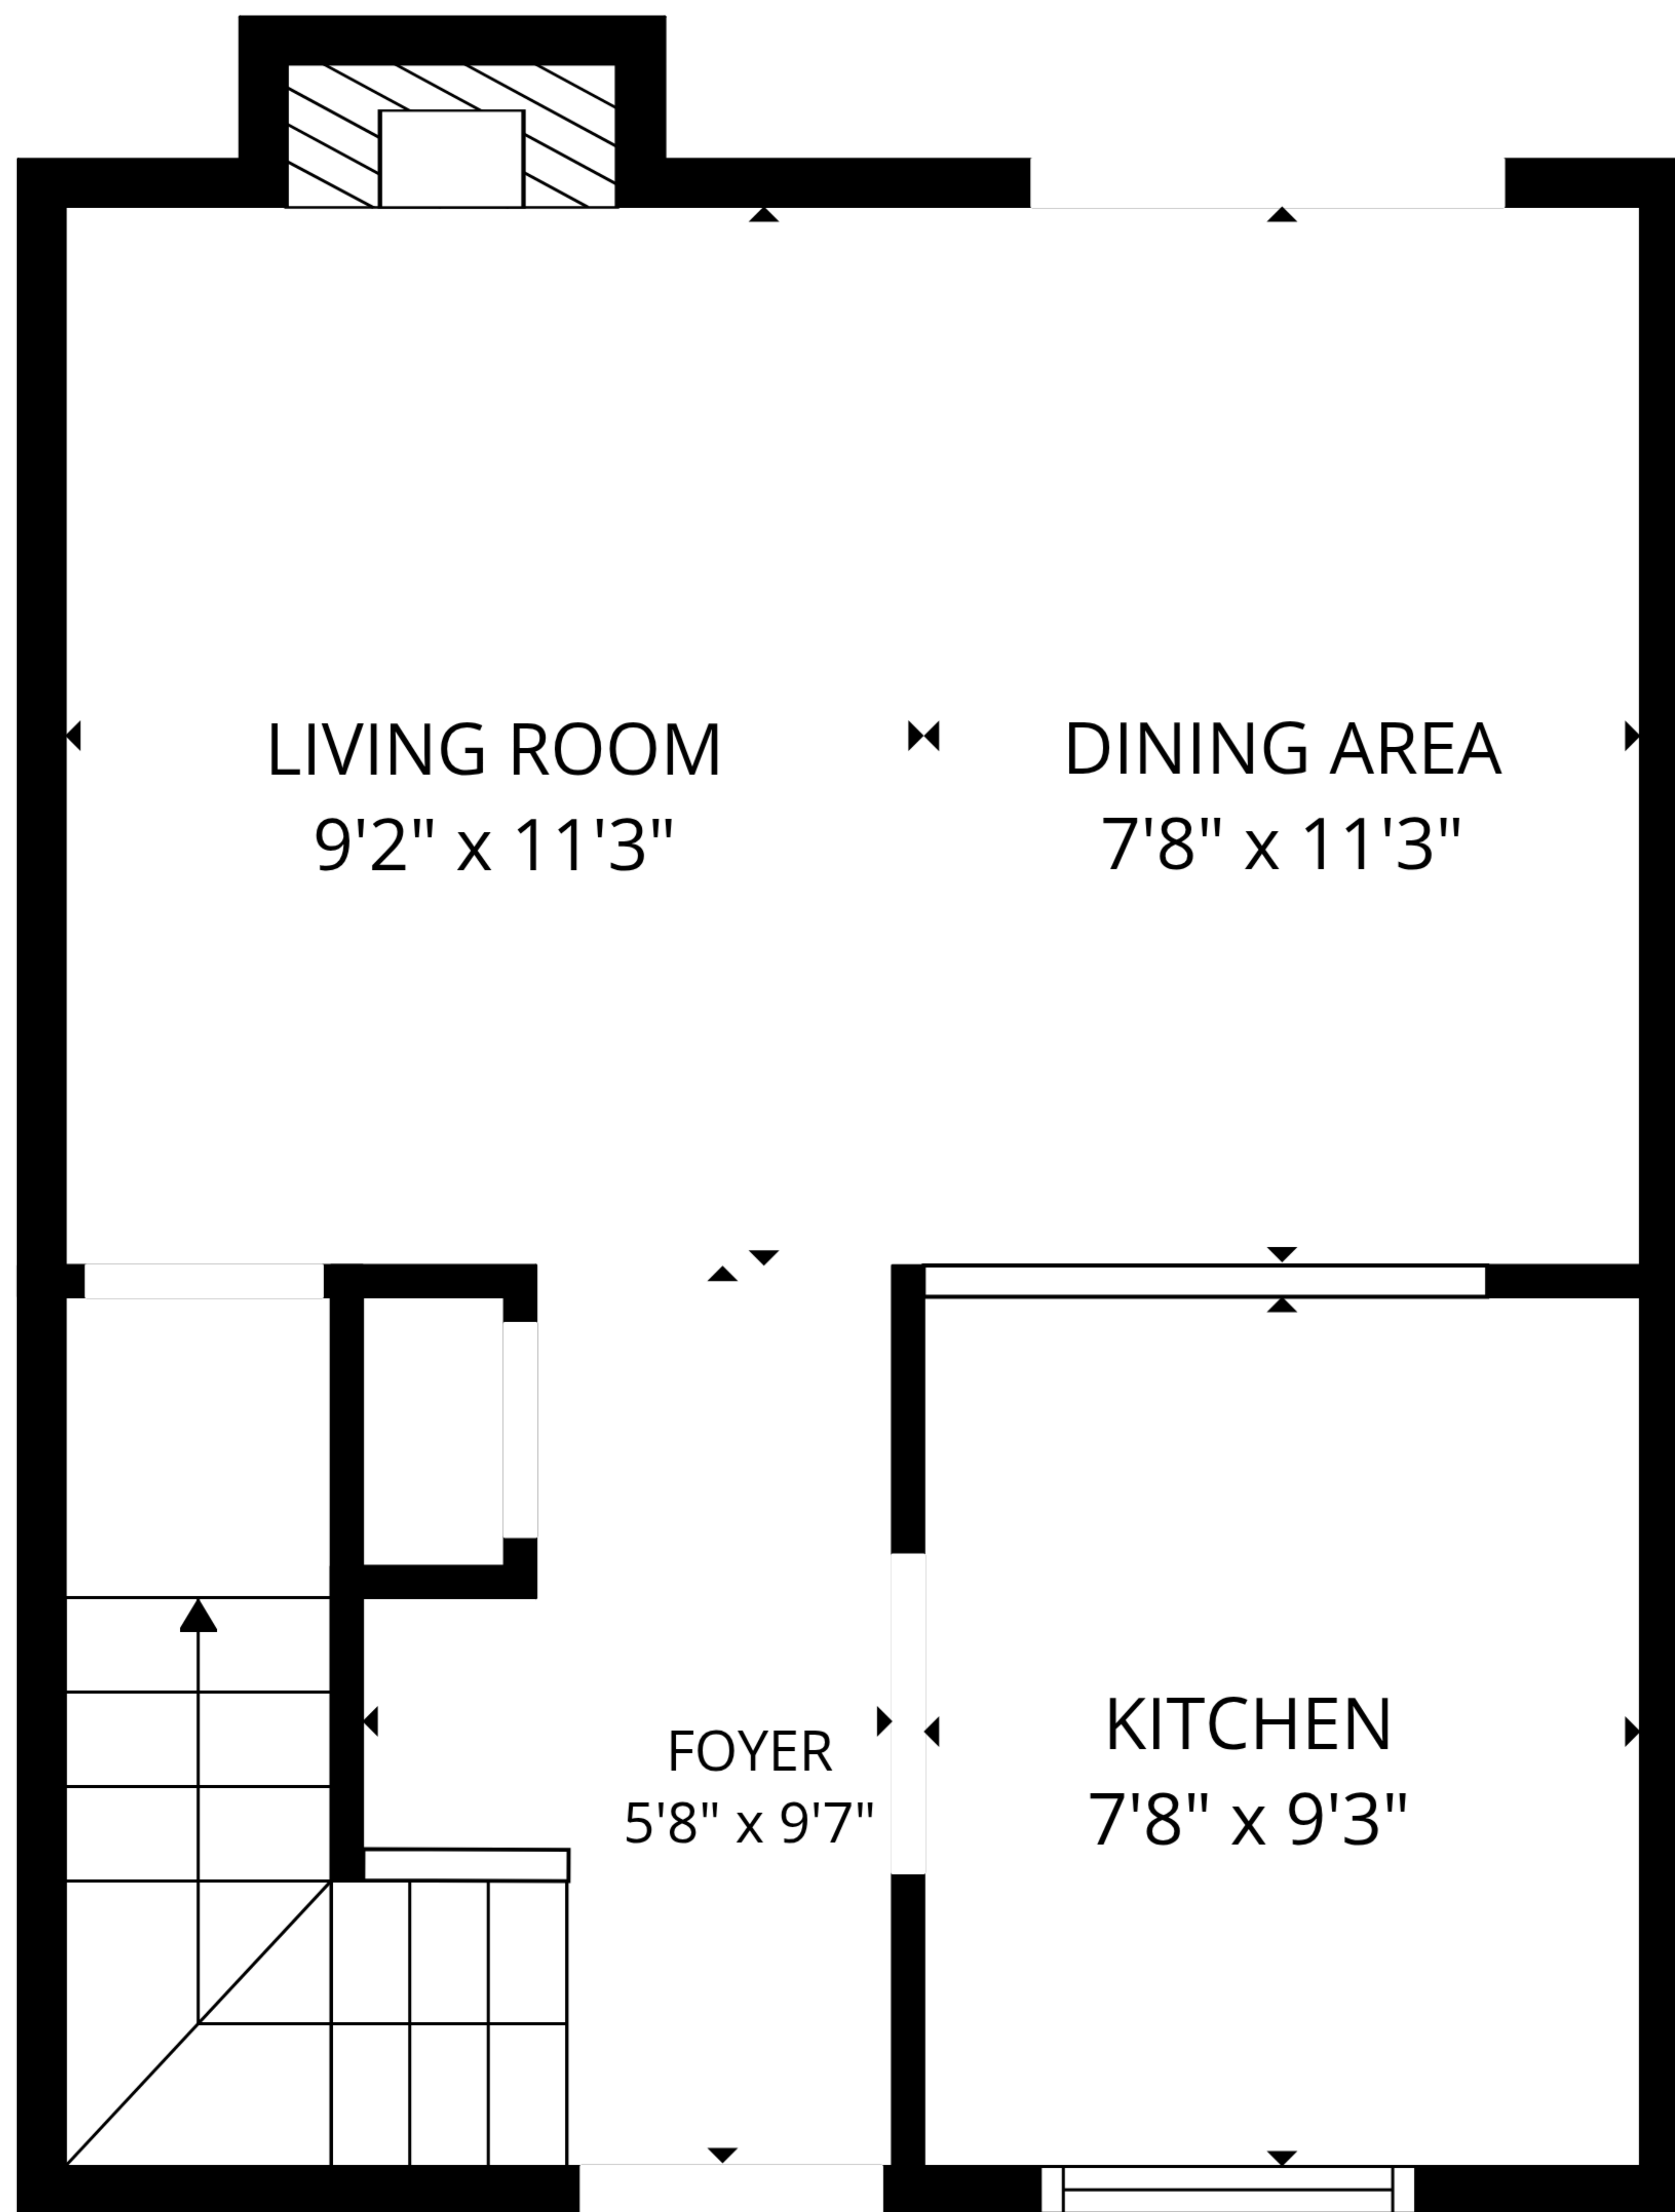 LIVING ROOM
9'2" x 11'3"
DINING AREA
7'8" x 11'3"
FOYER
5'8" x 9'7"
KITCHEN
7'8" x 9'3"